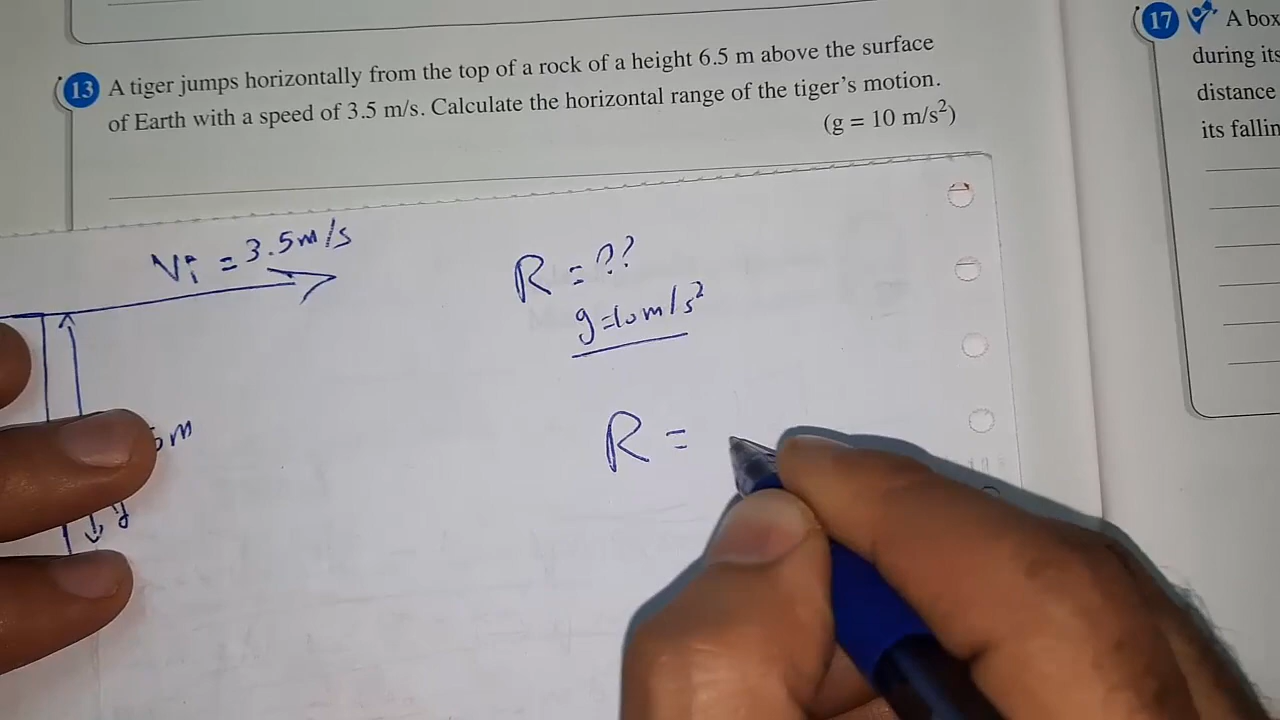 13 A tiger jumps horizontally from the top of a rock of a height 6.5 m above the surface
of Earth with a speed of 3.5 m/s. Calculate the horizontal range of the tiger's motion.
(g = 10 m/s²)
Vi = 3.5m/s
R = ??
g=10m/s²
R =
m
y
17 A box
during its
distance
its fallin